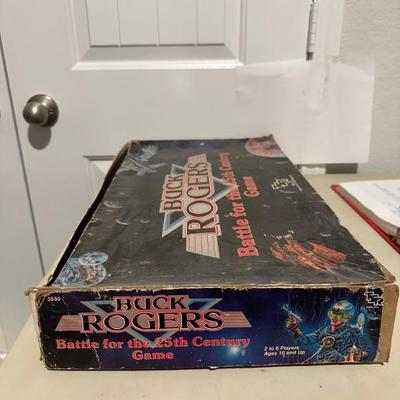 BUCK
ROGERS
Battle for the 25th Century
Game
3650
BUCK
ROGERS
Battle for the 25th Century
Game
2 to 6 Players
Ages 10 and Up